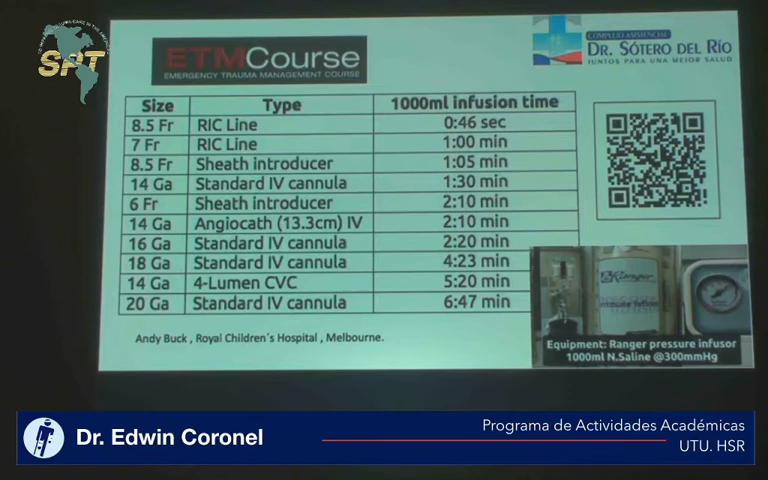 SPT
ETMCourse
EMERGENCY TRAUMA MANAGEMENT COURSE
COMPLEJO ASISTENCIAL
DR. SÓTERO DEL RÍO
JUNTOS PARA UNA MEJOR SALUD
Size Type 1000ml infusion time
8.5 Fr RIC Line 0:46 sec
7 Fr RIC Line 1:00 min
8.5 Fr Sheath introducer 1:05 min
14 Ga Standard IV cannula 1:30 min
6 Fr Sheath introducer 2:10 min
14 Ga Angiocath (13.3cm) IV 2:10 min
16 Ga Standard IV cannula 2:20 min
18 Ga Standard IV cannula 4:23 min
14 Ga 4-Lumen CVC 5:20 min
20 Ga Standard IV cannula 6:47 min
Andy Buck , Royal Children´s Hospital , Melbourne.
Equipment: Ranger pressure infusor
1000ml N.Saline @300mmHg
Dr. Edwin Coronel
Programa de Actividades Académicas
UTU. HSR